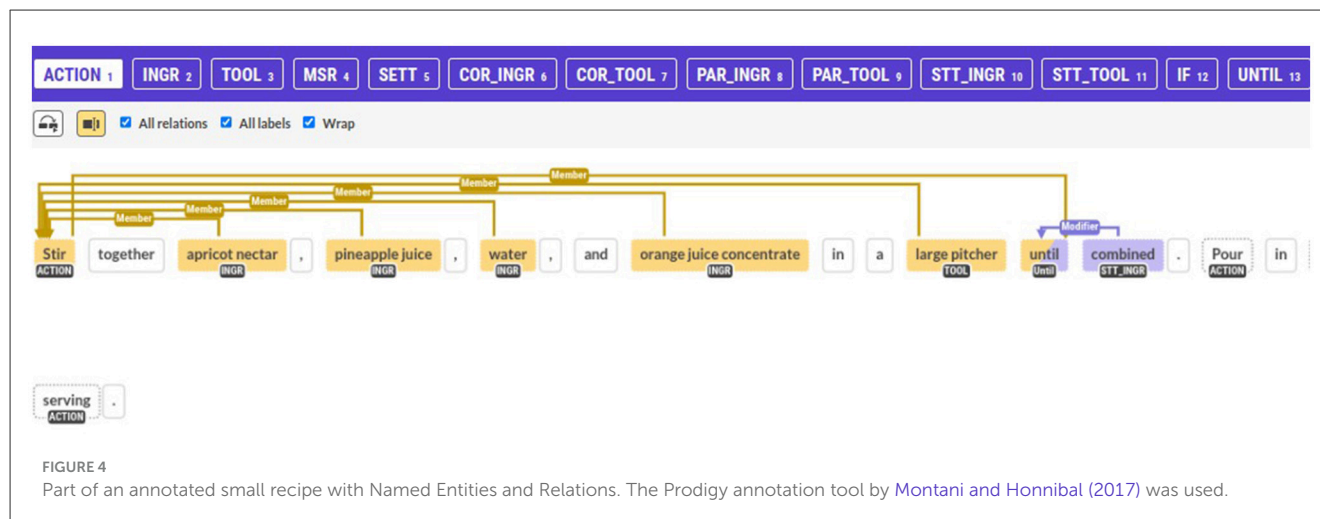 ACTION 1 INGR 2 TOOL 3 MSR 4 SETT 5 COR_INGR 6 COR_TOOL 7 PAR_INGR 8 PAR_TOOL 9 STT_INGR 10 STT_TOOL 11 IF 12 UNTIL 13
All relations All labels Wrap
Member
Member
Member
Member
Member
Member
Modifier
Stir together apricot nectar , pineapple juice , water , and orange juice concentrate in a large pitcher until combined . Pour in
ACTION INGR INGR INGR INGR TOOL Until STT_INGR ACTION
serving .
ACTION
FIGURE 4
Part of an annotated small recipe with Named Entities and Relations. The Prodigy annotation tool by Montani and Honnibal (2017) was used.